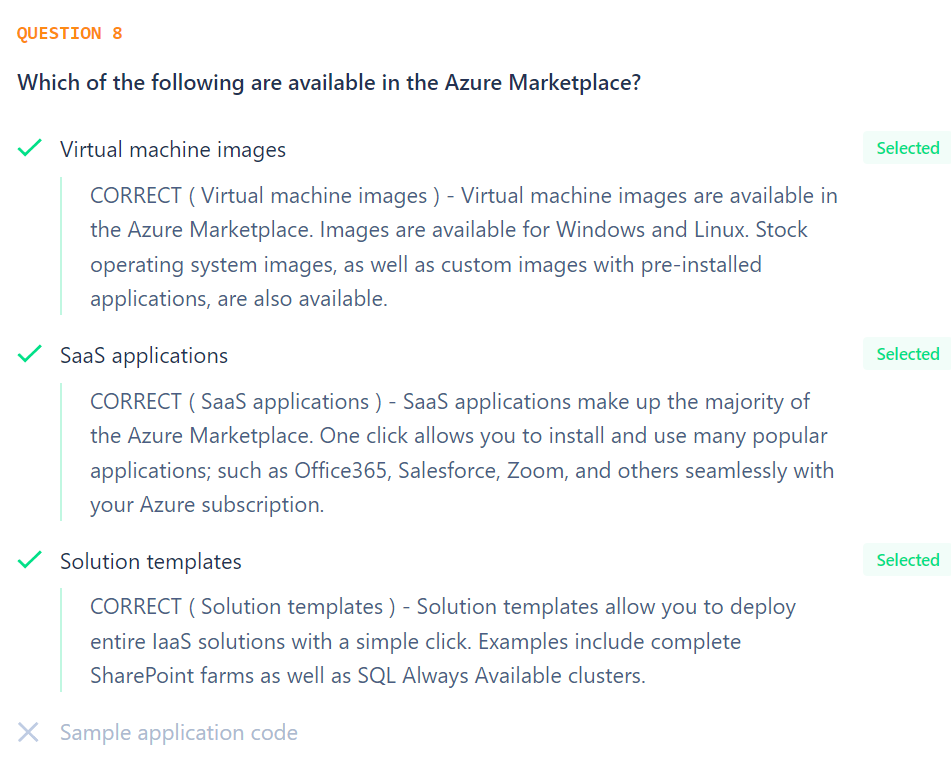 QUESTION 8
Which of the following are available in the Azure Marketplace?
Virtual machine images
Selected
CORRECT ( Virtual machine images ) - Virtual machine images are available in
the Azure Marketplace. Images are available for Windows and Linux. Stock
operating system images, as well as custom images with pre-installed
applications, are also available.
SaaS applications
Selected
CORRECT ( SaaS applications ) - SaaS applications make up the majority of
the Azure Marketplace. One click allows you to install and use many popular
applications; such as Office365, Salesforce, Zoom, and others seamlessly with
your Azure subscription.
Solution templates
Selected
CORRECT ( Solution templates ) - Solution templates allow you to deploy
entire IaaS solutions with a simple click. Examples include complete
SharePoint farms as well as SQL Always Available clusters.
Sample application code